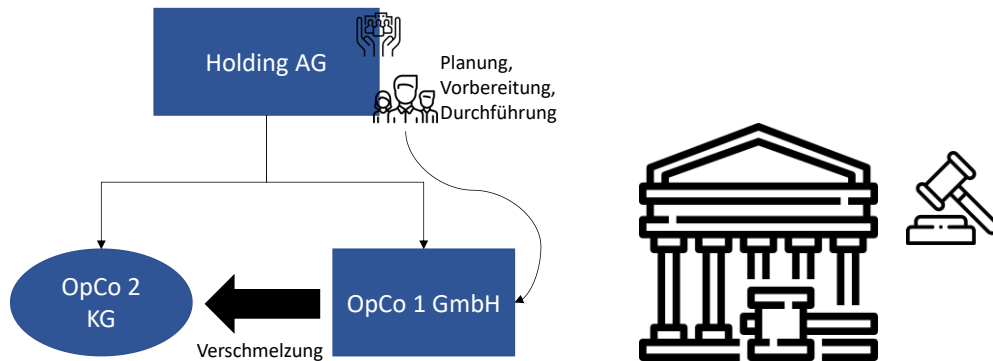 Holding AG
Planung,
Vorbereitung,
Durchführung
OpCo 2
KG
OpCo 1 GmbH
Verschmelzung